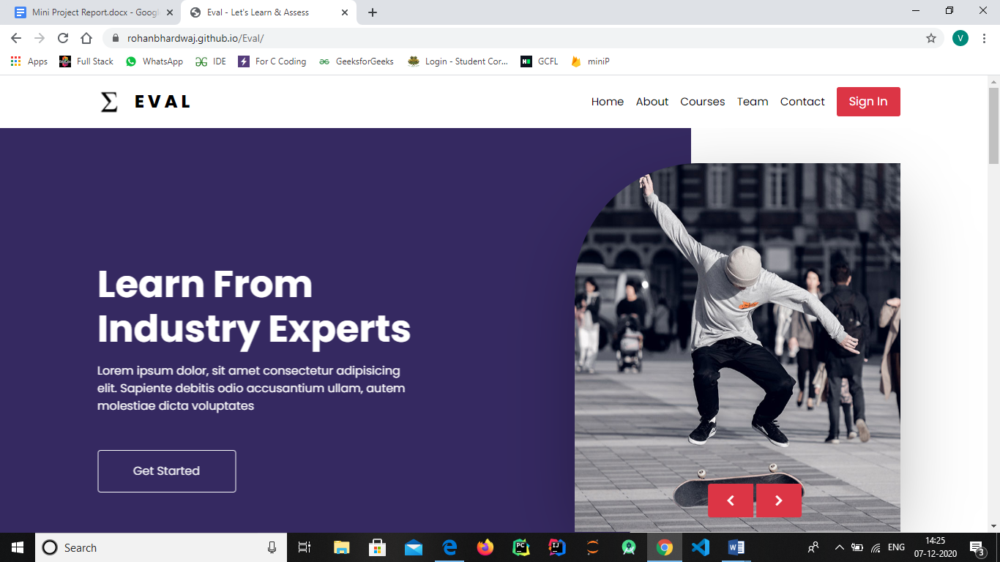 Mini Project Report.docx - Googl
Eval - Let's Learn & Assess
rohanbhardwaj.github.io/Eval/
V
Apps
Full Stack
WhatsApp
IDE
For C Coding
GeeksforGeeks
Login - Student Cor...
GCFL
miniP
Σ EVAL
Home About Courses Team Contact Sign In
Learn From
Industry Experts
Lorem ipsum dolor, sit amet consectetur adipisicing
elit. Sapiente debitis odio accusantium ullam, autem
molestiae dicta voluptates
Get Started
Search
PC
IJ
W
ENG
14:25
07-12-2020
3